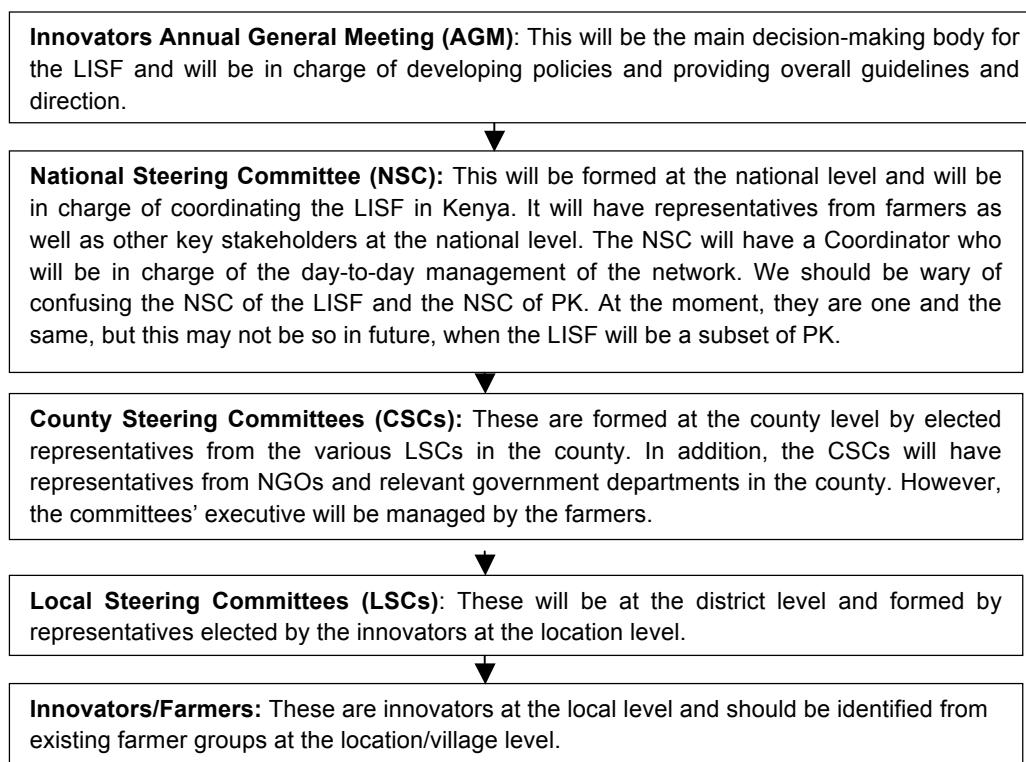 Innovators Annual General Meeting (AGM): This will be the main decision-making body for
the LISF and will be in charge of developing policies and providing overall guidelines and
direction.
National Steering Committee (NSC): This will be formed at the national level and will be
in charge of coordinating the LISF in Kenya. It will have representatives from farmers as
well as other key stakeholders at the national level. The NSC will have a Coordinator who
will be in charge of the day-to-day management of the network. We should be wary of
confusing the NSC of the LISF and the NSC of PK. At the moment, they are one and the
same, but this may not be so in future, when the LISF will be a subset of PK.
County Steering Committees (CSCs): These are formed at the county level by elected
representatives from the various LSCs in the county. In addition, the CSCs will have
representatives from NGOs and relevant government departments in the county. However,
the committees’ executive will be managed by the farmers.
Local Steering Committees (LSCs): These will be at the district level and formed by
representatives elected by the innovators at the location level.
Innovators/Farmers: These are innovators at the local level and should be identified from
existing farmer groups at the location/village level.